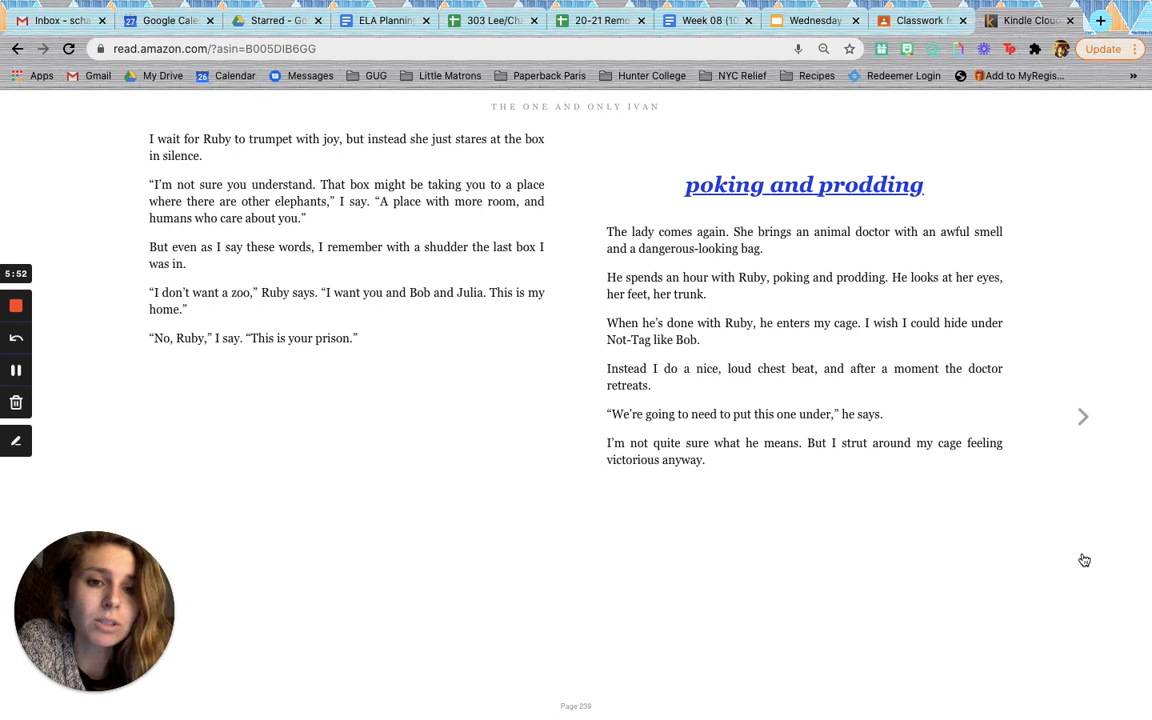 Inbox - scha
Google Cale
Starred - Go
ELA Planning
303 Lee/Cha
20-21 Remo
Week 08 (10
Wednesday
Classwork f
Kindle Clou
read.amazon.com/?asin=B005DIB6GG
Update
Apps
Gmail
My Drive
Calendar
Messages
GUG
Little Matrons
Paperback Paris
Hunter College
NYC Relief
Recipes
Redeemer Login
Add to MyRegis...
THE ONE AND ONLY IVAN
I wait for Ruby to trumpet with joy, but instead she just stares at the box
in silence.
“I’m not sure you understand. That box might be taking you to a place
where there are other elephants,” I say. “A place with more room, and
humans who care about you.”
But even as I say these words, I remember with a shudder the last box I
was in.
“I don’t want a zoo,” Ruby says. “I want you and Bob and Julia. This is my
home.”
“No, Ruby,” I say. “This is your prison.”
poking and prodding
The lady comes again. She brings an animal doctor with an awful smell
and a dangerous-looking bag.
He spends an hour with Ruby, poking and prodding. He looks at her eyes,
her feet, her trunk.
When he’s done with Ruby, he enters my cage. I wish I could hide under
Not-Tag like Bob.
Instead I do a nice, loud chest beat, and after a moment the doctor
retreats.
“We’re going to need to put this one under,” he says.
I’m not quite sure what he means. But I strut around my cage feeling
victorious anyway.
5:52
Page 239